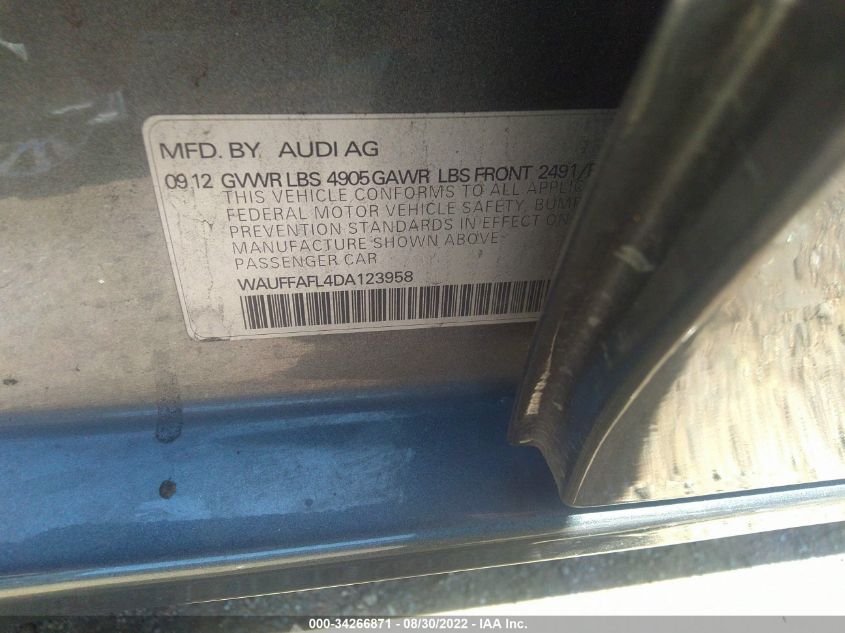 MFD. BY AUDI AG
09.12 GVWR LBS 4905 GAWR LBS FRONT 2491/
THIS VEHICLE CONFORMS TO ALL APPLIC
FEDERAL MOTOR VEHICLE SAFETY, BUMP
PREVENTION STANDARDS IN EFFECT ON
MANUFACTURE SHOWN ABOVE
PASSENGER CAR
WAUFFAFL4DA123958
000-34266871 - 08/30/2022 - IAA Inc.